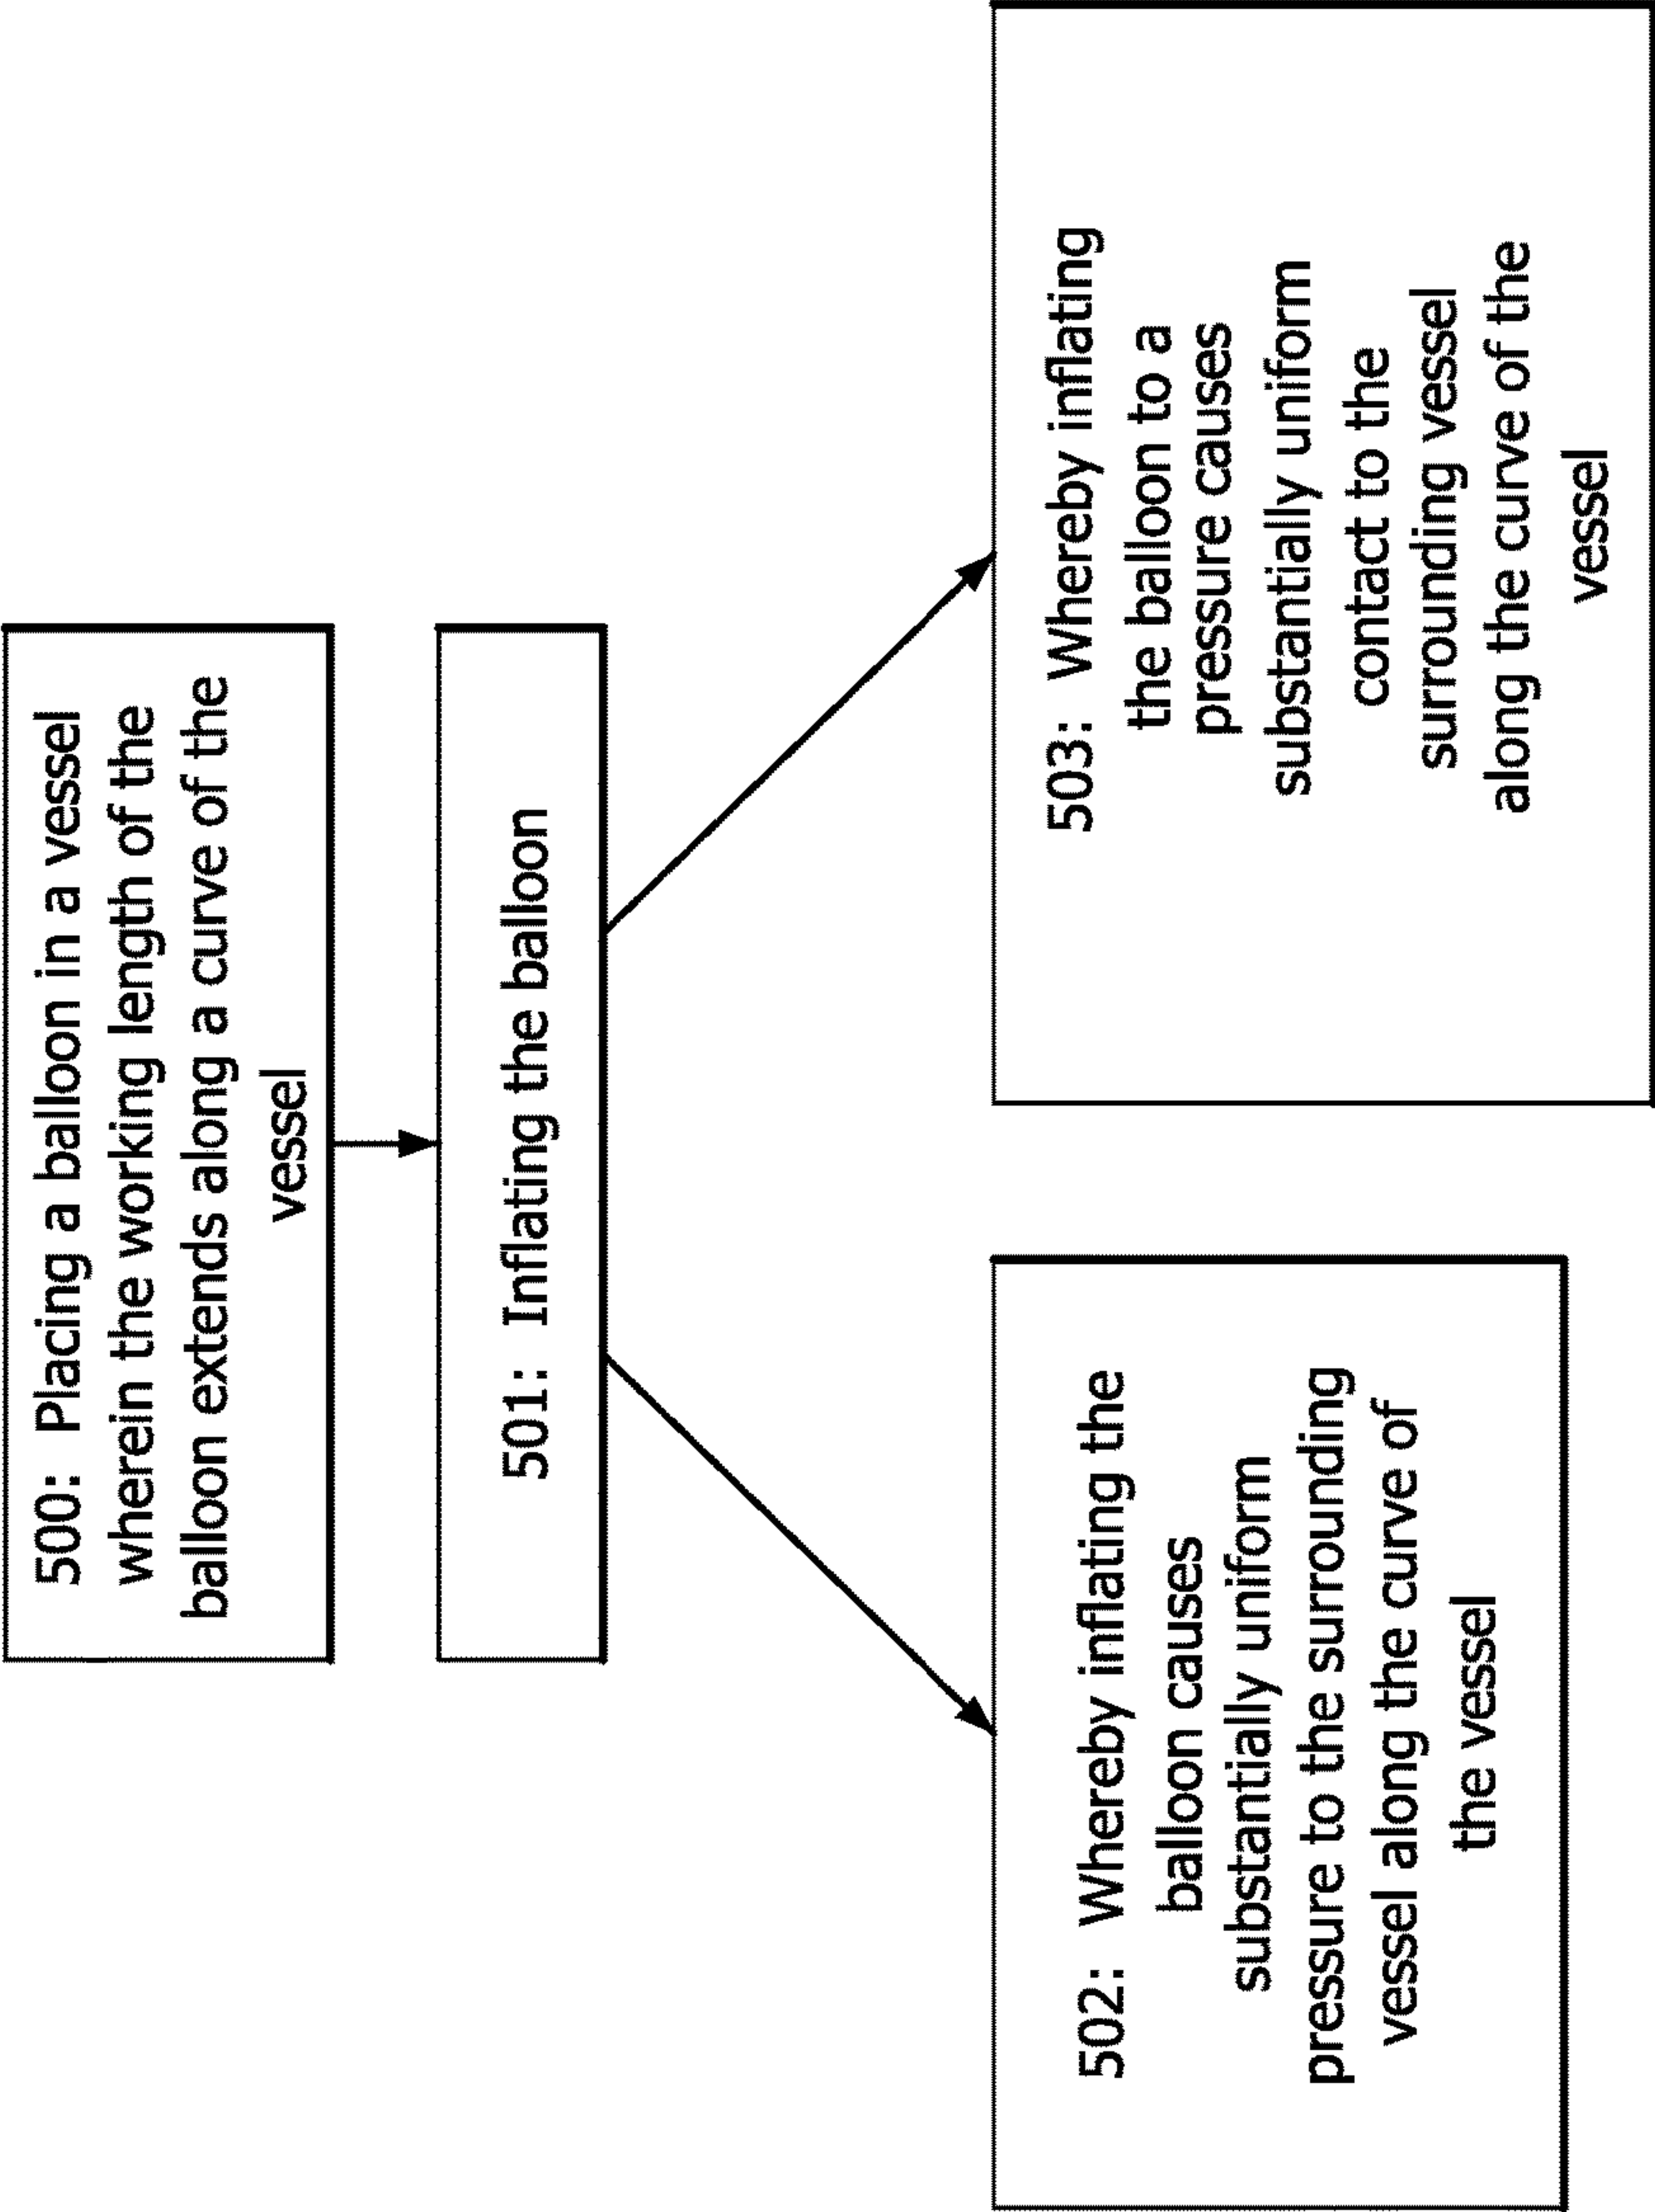 500: Placing a balloon in a vessel
wherein the working length of the
balloon extends along a curve of the
vessel
501: Inflating the balloon
502: Whereby inflating the
balloon causes
substantially uniform
pressure to the surrounding
vessel along the curve of
the vessel
503: Whereby inflating
the balloon to a
pressure causes
substantially uniform
contact to the
surrounding vessel
along the curve of the
vessel